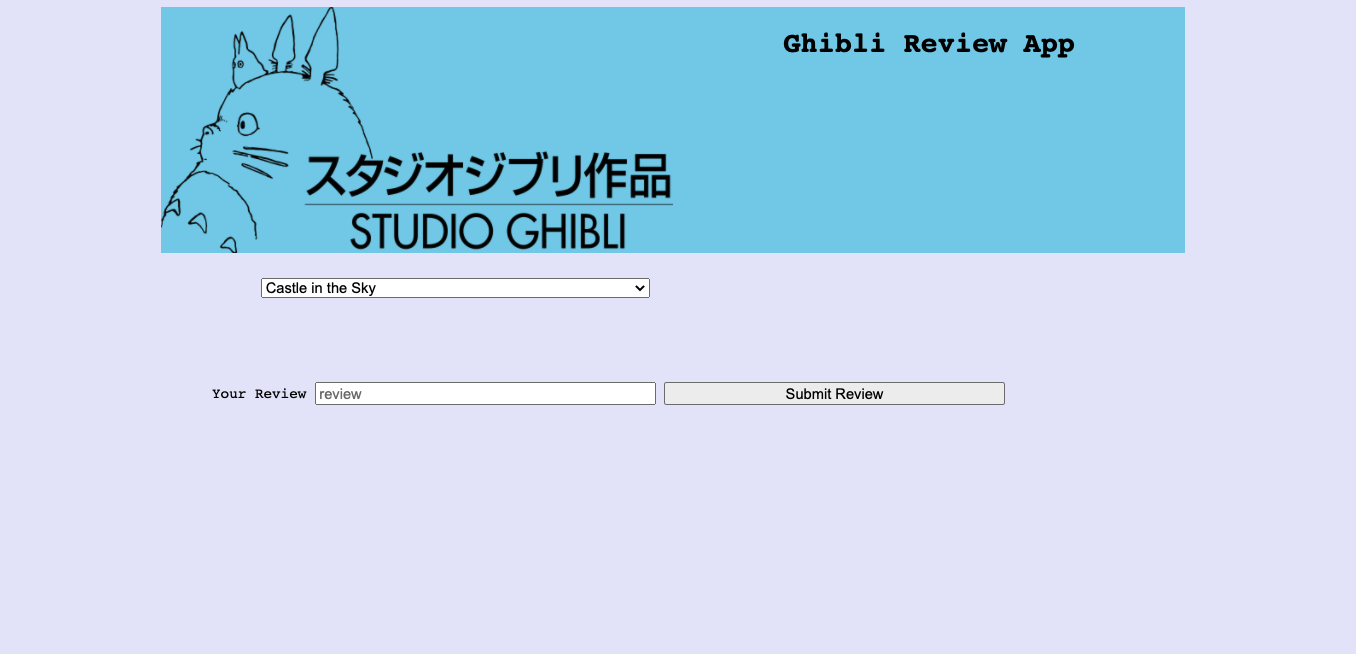 Ghibli Review App
スタジオジブリ作品
STUDIO GHIBLI
Castle in the Sky
Your Review review Submit Review